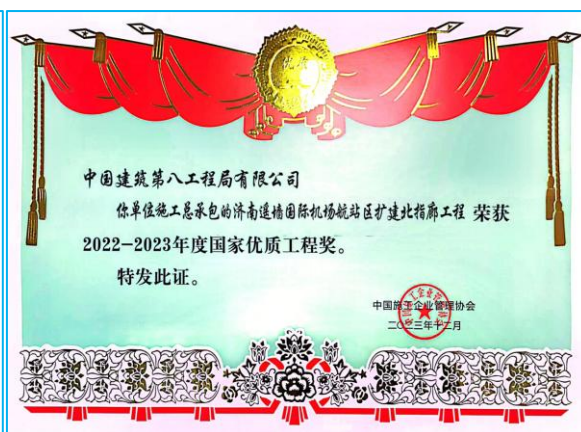 中国建筑第八工程局有限公司
你单位施工总承包的济南遥墙国际机场航站区扩建北指廊工程 荣获
2022—2023年度国家优质工程奖。
特发此证。
中国施工企业管理协会
二〇二三年十二月